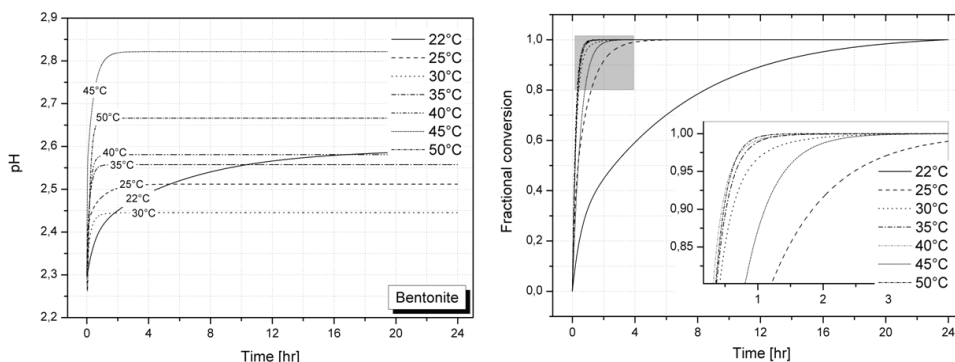 2,9
2,8
2,7
2,6
2,5
2,4
2,3
2,2
pH
0
4
8
12
16
20
24
Time [hr]
45°C
50°C
40°C
35°C
25°C
22°C
30°C
22°C
25°C
30°C
35°C
40°C
45°C
50°C
Bentonite
1,0
0,8
0,6
0,4
0,2
0,0
Fractional conversion
0
4
8
12
16
20
24
Time [hr]
1,00
0,95
0,90
0,85
1
2
3
22°C
25°C
30°C
35°C
40°C
45°C
50°C